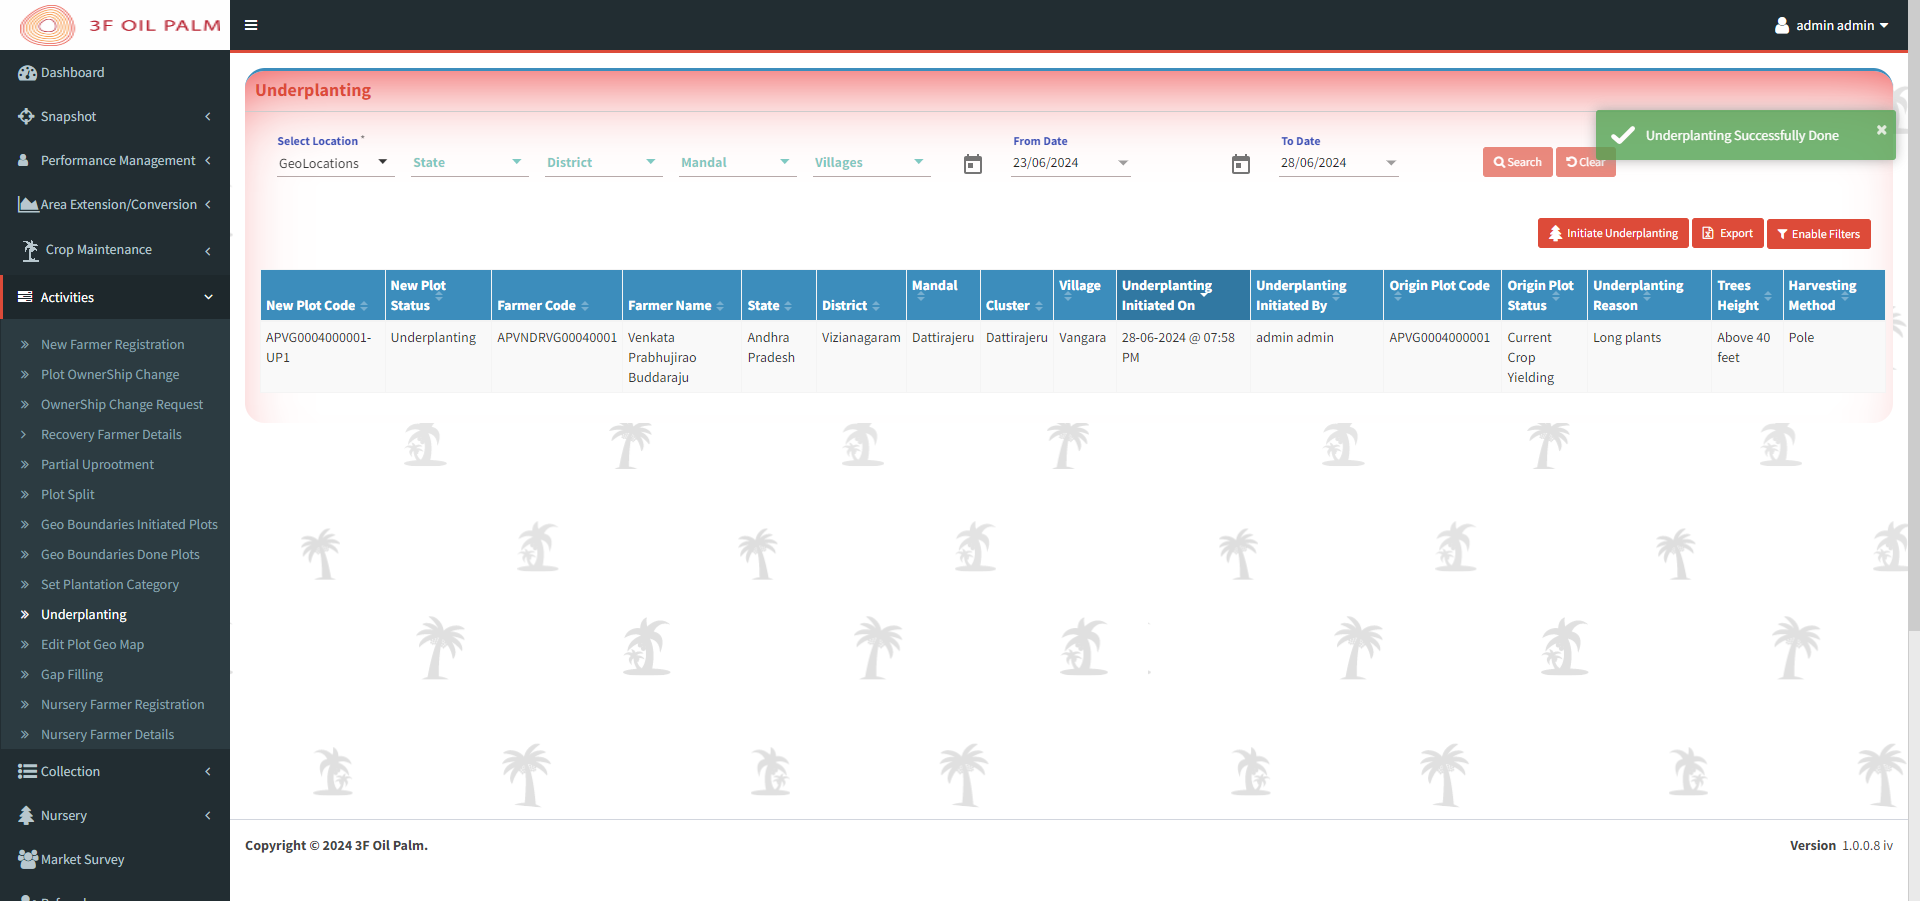 3F OIL PALM
admin admin
Dashboard
Snapshot
Performance Management
Area Extension/Conversion
Crop Maintenance
Activities
New Farmer Registration
Plot OwnerShip Change
OwnerShip Change Request
Recovery Farmer Details
Partial Uprootment
Plot Split
Geo Boundaries Initiated Plots
Geo Boundaries Done Plots
Set Plantation Category
Underplanting
Edit Plot Geo Map
Gap Filling
Nursery Farmer Registration
Nursery Farmer Details
Collection
Nursery
Market Survey
Underplanting
Underplanting Successfully Done
Select Location *
GeoLocations
State
District
Mandal
Villages
From Date
23/06/2024
To Date
28/06/2024
Search
Clear
Initiate Underplanting
Export
Enable Filters
New Plot Code
New Plot
Status
Farmer Code
Farmer Name
State
District
Mandal
Cluster
Village
Underplanting
Initiated On
Underplanting
Initiated By
Origin Plot Code
Origin Plot
Status
Underplanting
Reason
Trees
Height
Harvesting
Method
APVG0004000001-
UP1
Underplanting
APVNDRVG00040001
Venkata
Prabhujirao
Buddaraju
Andhra
Pradesh
Vizianagaram
Dattirajeru
Dattirajeru
Vangara
28-06-2024 @ 07:58
PM
admin admin
APVG0004000001
Current
Crop
Yielding
Long plants
Above 40
feet
Pole
Copyright © 2024 3F Oil Palm.
Version 1.0.0.8 iv